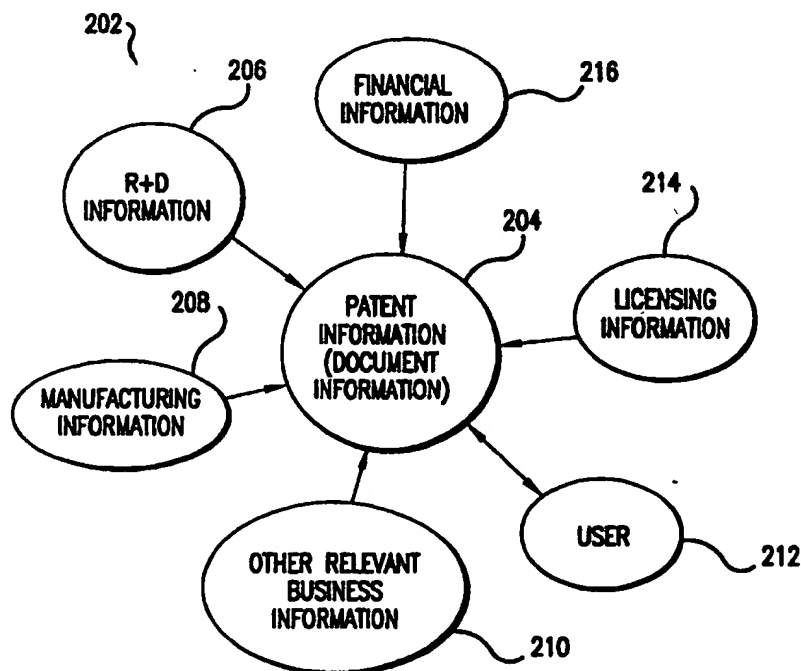 202
206
R+D
INFORMATION
FINANCIAL
INFORMATION
216
214
LICENSING
INFORMATION
204
PATENT
INFORMATION
(DOCUMENT
INFORMATION)
208
MANUFACTURING
INFORMATION
USER
212
OTHER RELEVANT
BUSINESS
INFORMATION
210